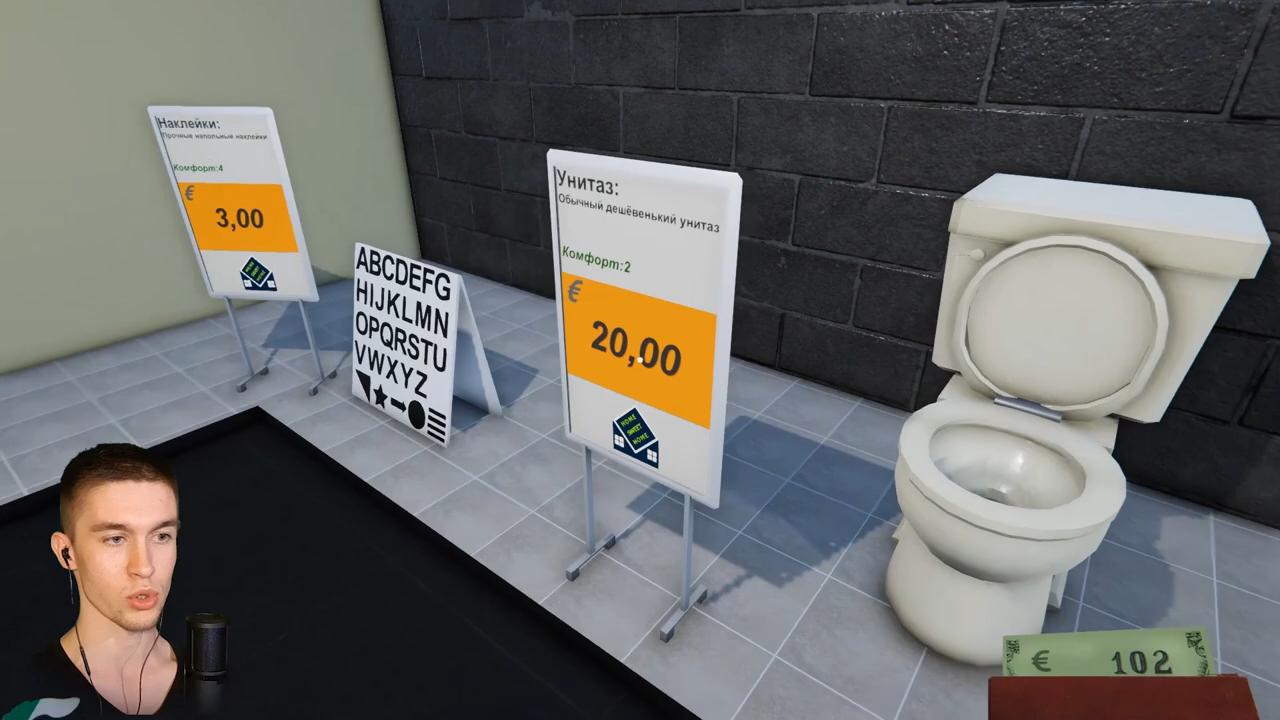 Наклейки:
Прочные напольные наклейки
Комфорт:4
€
3,00
ABCDEFG
HIJKLMN
OPQRSTU
VWXYZ
Унитаз:
Обычный дешёвенький унитаз
Комфорт:2
€
20,00
HOME
SWEET
HOME
€ 102